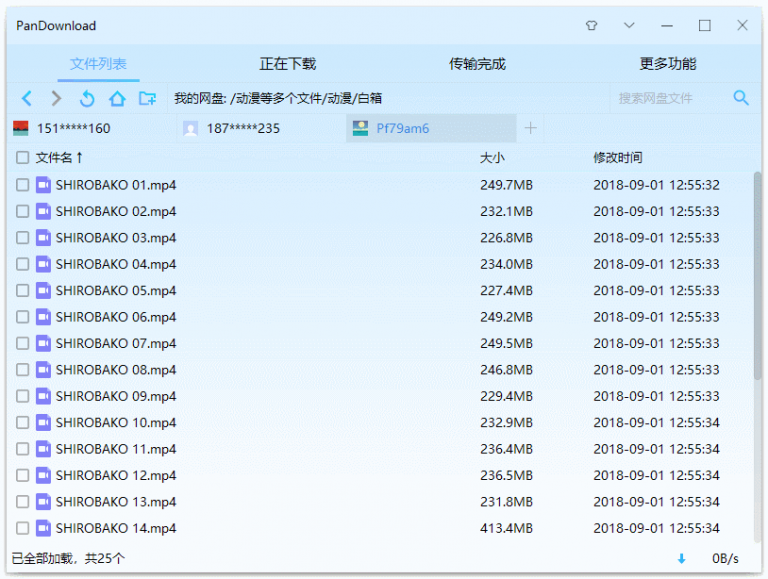 PanDownload
文件列表 正在下载 传输完成 更多功能
我的网盘: /动漫等多个文件/动漫/白箱 搜索网盘文件
151*****160 187*****235 Pf79am6
文件名↑ 大小 修改时间
SHIROBAKO 01.mp4 249.7MB 2018-09-01 12:55:32
SHIROBAKO 02.mp4 232.1MB 2018-09-01 12:55:33
SHIROBAKO 03.mp4 226.8MB 2018-09-01 12:55:33
SHIROBAKO 04.mp4 234.0MB 2018-09-01 12:55:33
SHIROBAKO 05.mp4 227.4MB 2018-09-01 12:55:33
SHIROBAKO 06.mp4 249.2MB 2018-09-01 12:55:33
SHIROBAKO 07.mp4 249.5MB 2018-09-01 12:55:33
SHIROBAKO 08.mp4 246.8MB 2018-09-01 12:55:33
SHIROBAKO 09.mp4 229.4MB 2018-09-01 12:55:33
SHIROBAKO 10.mp4 232.9MB 2018-09-01 12:55:34
SHIROBAKO 11.mp4 236.4MB 2018-09-01 12:55:34
SHIROBAKO 12.mp4 236.5MB 2018-09-01 12:55:34
SHIROBAKO 13.mp4 231.8MB 2018-09-01 12:55:34
SHIROBAKO 14.mp4 413.4MB 2018-09-01 12:55:34
已全部加载，共25个 0B/s